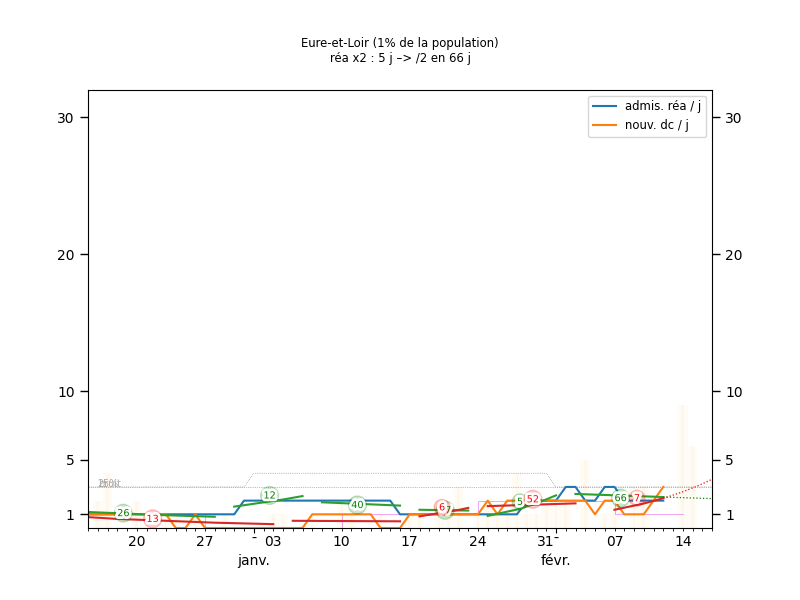 Eure-et-Loir (1% de la population)
réa x2 : 5 j –> /2 en 66 j
admis. réa / j
nouv. dc / j
30 30
20 20
10 10
5 5
1 1
26 13 12 40 6 5 52 66 7
20 27 03 10 17 24 31 07 14
janv. févr.